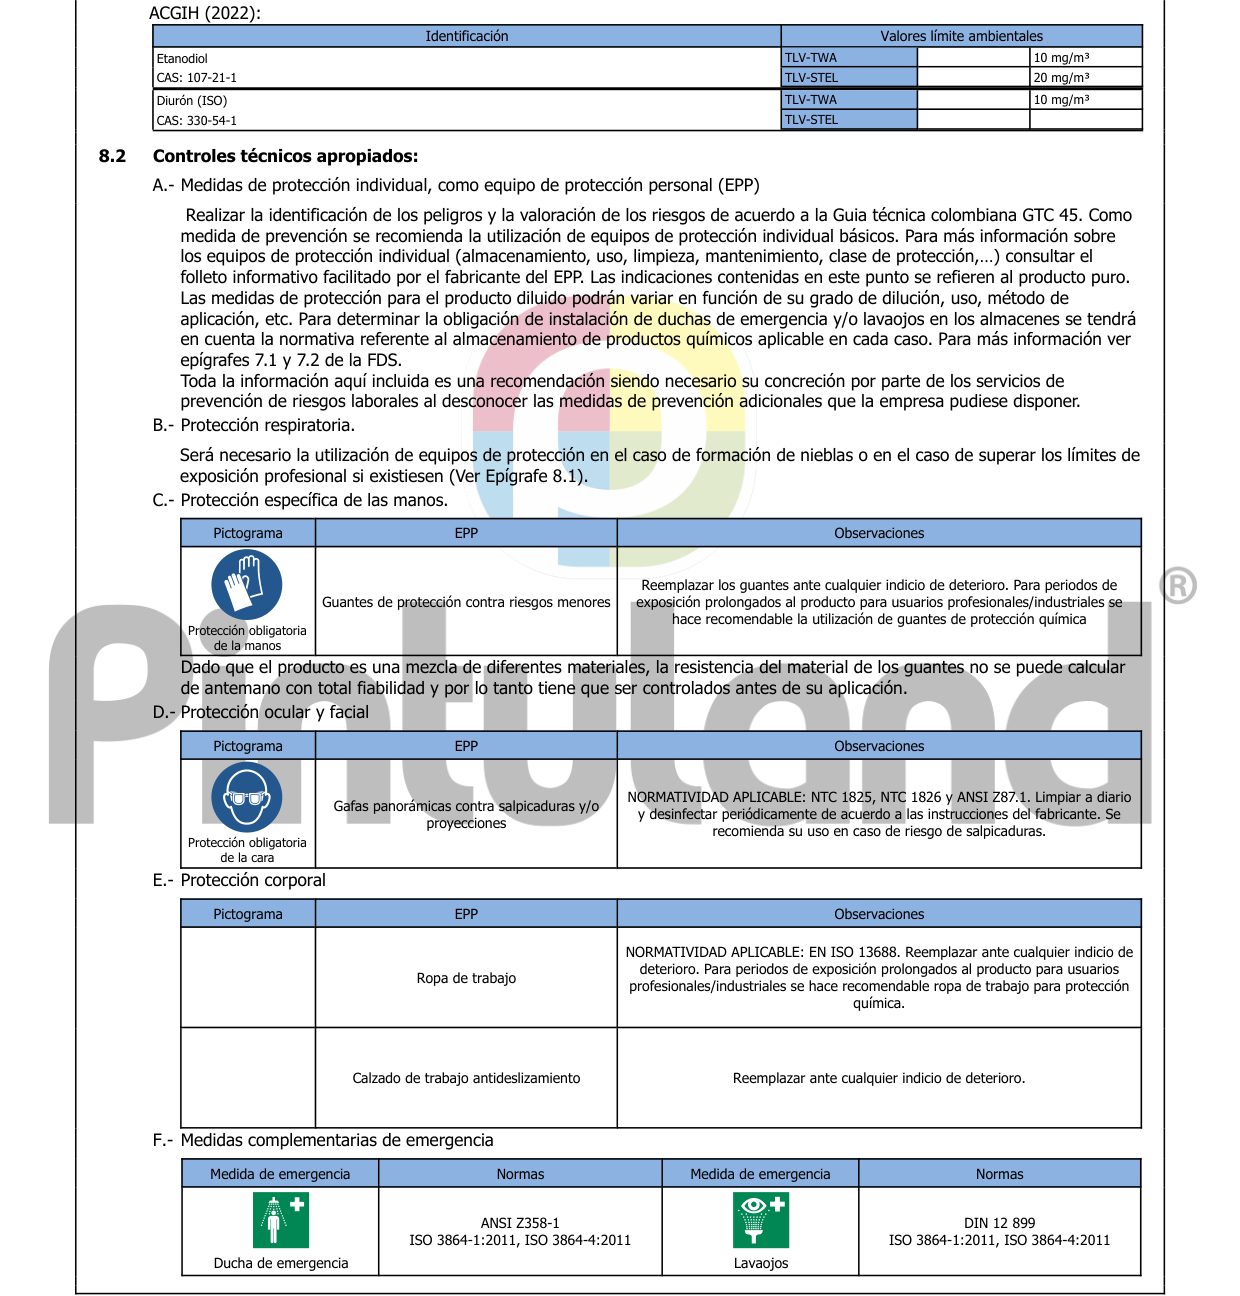 ACGIH (2022):
Identificación Valores límite ambientales
Etanodiol TLV-TWA 10 mg/m³
CAS: 107-21-1 TLV-STEL 20 mg/m³
Diurón (ISO) TLV-TWA 10 mg/m³
CAS: 330-54-1 TLV-STEL
8.2 Controles técnicos apropiados:
A.- Medidas de protección individual, como equipo de protección personal (EPP)
Realizar la identificación de los peligros y la valoración de los riesgos de acuerdo a la Guia técnica colombiana GTC 45. Como
medida de prevención se recomienda la utilización de equipos de protección individual básicos. Para más información sobre
los equipos de protección individual (almacenamiento, uso, limpieza, mantenimiento, clase de protección,...) consultar el
folleto informativo facilitado por el fabricante del EPP. Las indicaciones contenidas en este punto se refieren al producto puro.
Las medidas de protección para el producto diluido podrán variar en función de su grado de dilución, uso, método de
aplicación, etc. Para determinar la obligación de instalación de duchas de emergencia y/o lavaojos en los almacenes se tendrá
en cuenta la normativa referente al almacenamiento de productos químicos aplicable en cada caso. Para más información ver
epígrafes 7.1 y 7.2 de la FDS.
Toda la información aquí incluida es una recomendación siendo necesario su concreción por parte de los servicios de
prevención de riesgos laborales al desconocer las medidas de prevención adicionales que la empresa pudiese disponer.
B.- Protección respiratoria.
Será necesario la utilización de equipos de protección en el caso de formación de nieblas o en el caso de superar los límites de
exposición profesional si existiesen (Ver Epígrafe 8.1).
C.- Protección específica de las manos.
Pictograma EPP Observaciones
Protección obligatoria
de la manos
Guantes de protección contra riesgos menores
Reemplazar los guantes ante cualquier indicio de deterioro. Para periodos de
exposición prolongados al producto para usuarios profesionales/industriales se
hace recomendable la utilización de guantes de protección química
Pintuland®
Dado que el producto es una mezcla de diferentes materiales, la resistencia del material de los guantes no se puede calcular
de antemano con total fiabilidad y por lo tanto tiene que ser controlados antes de su aplicación.
D.- Protección ocular y facial
Pictograma EPP Observaciones
Protección obligatoria
de la cara
Gafas panorámicas contra salpicaduras y/o
proyecciones
NORMATIVIDAD APLICABLE: NTC 1825, NTC 1826 y ANSI Z87.1. Limpiar a diario
y desinfectar periódicamente de acuerdo a las instrucciones del fabricante. Se
recomienda su uso en caso de riesgo de salpicaduras.
E.- Protección corporal
Pictograma EPP Observaciones
Ropa de trabajo
NORMATIVIDAD APLICABLE: EN ISO 13688. Reemplazar ante cualquier indicio de
deterioro. Para periodos de exposición prolongados al producto para usuarios
profesionales/industriales se hace recomendable ropa de trabajo para protección
química.
Calzado de trabajo antideslizamiento
Reemplazar ante cualquier indicio de deterioro.
F.- Medidas complementarias de emergencia
Medida de emergencia Normas Medida de emergencia Normas
Ducha de emergencia
ANSI Z358-1
ISO 3864-1:2011, ISO 3864-4:2011
Lavaojos
DIN 12 899
ISO 3864-1:2011, ISO 3864-4:2011